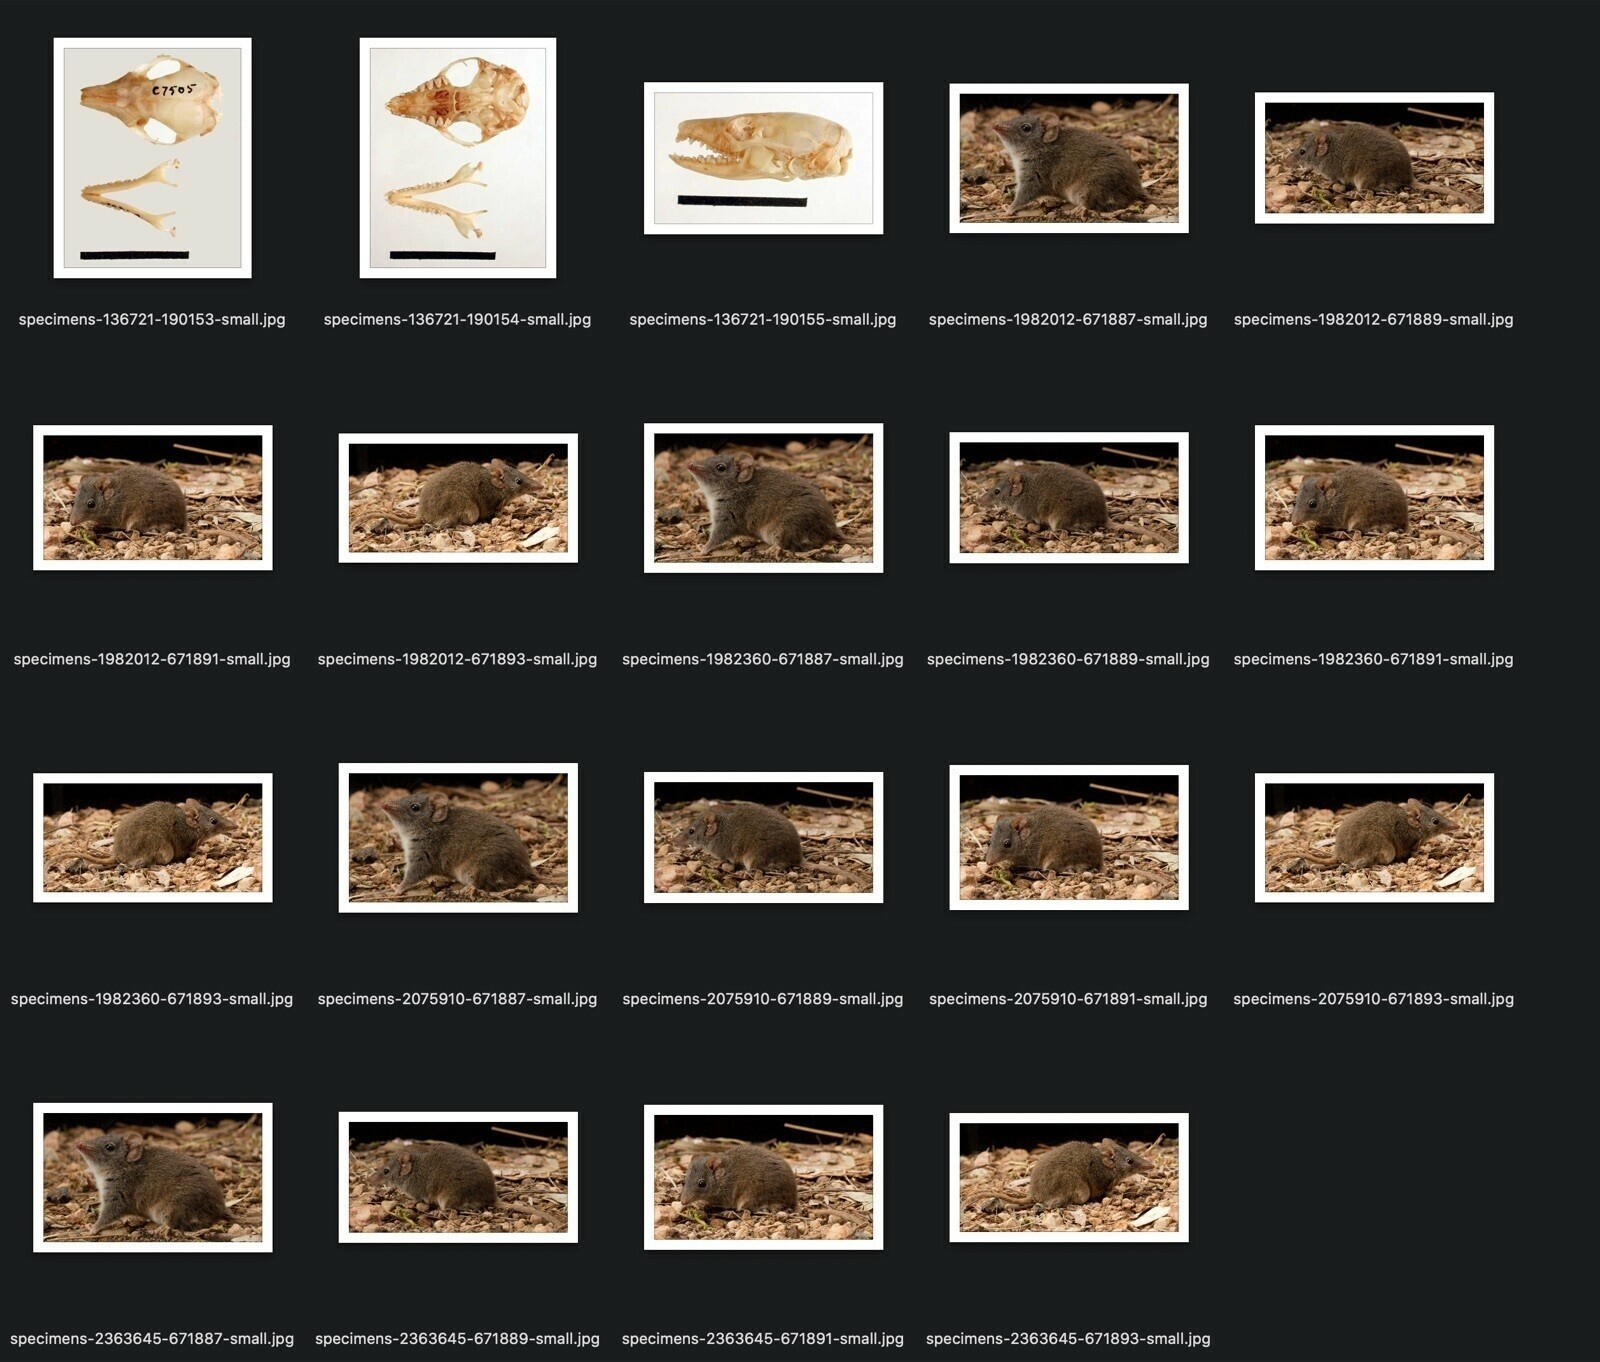 C7505
specimens-136721-190153-small.jpg
specimens-136721-190154-small.jpg
specimens-136721-190155-small.jpg
specimens-1982012-671887-small.jpg
specimens-1982012-671889-small.jpg
specimens-1982012-671891-small.jpg
specimens-1982012-671893-small.jpg
specimens-1982360-671887-small.jpg
specimens-1982360-671889-small.jpg
specimens-1982360-671891-small.jpg
specimens-1982360-671893-small.jpg
specimens-2075910-671887-small.jpg
specimens-2075910-671889-small.jpg
specimens-2075910-671891-small.jpg
specimens-2075910-671893-small.jpg
specimens-2363645-671887-small.jpg
specimens-2363645-671889-small.jpg
specimens-2363645-671891-small.jpg
specimens-2363645-671893-small.jpg